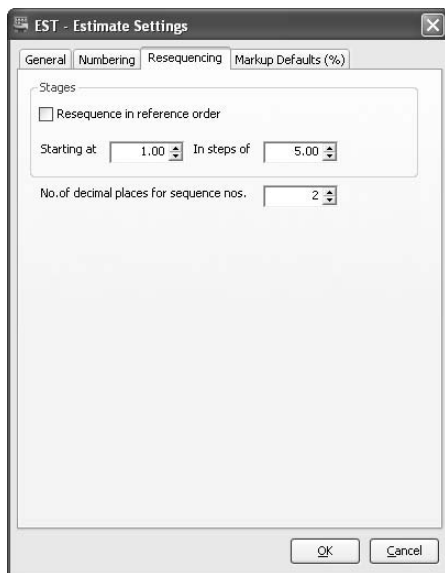 EST - Estimate Settings
General Numbering Resequencing Markup Defaults (%)
Stages
Resequence in reference order
Starting at 1.00 In steps of 5.00
No.of decimal places for sequence nos. 2
OK Cancel